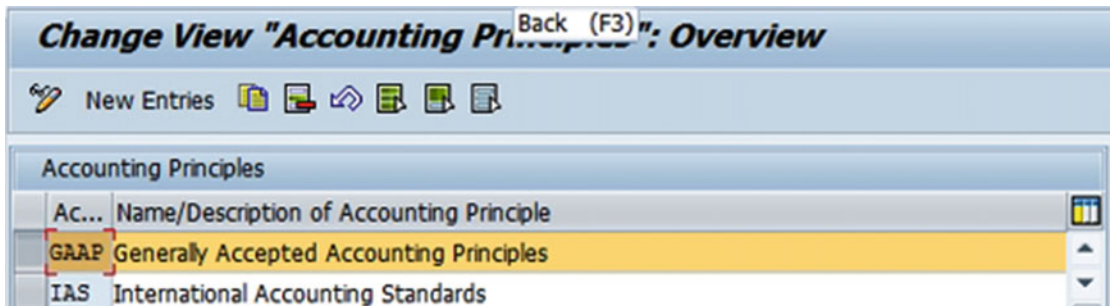 Change View "Accounting Pr...": Overview
Back (F3)
New Entries
Accounting Principles
Ac... Name/Description of Accounting Principle
GAAP Generally Accepted Accounting Principles
IAS International Accounting Standards